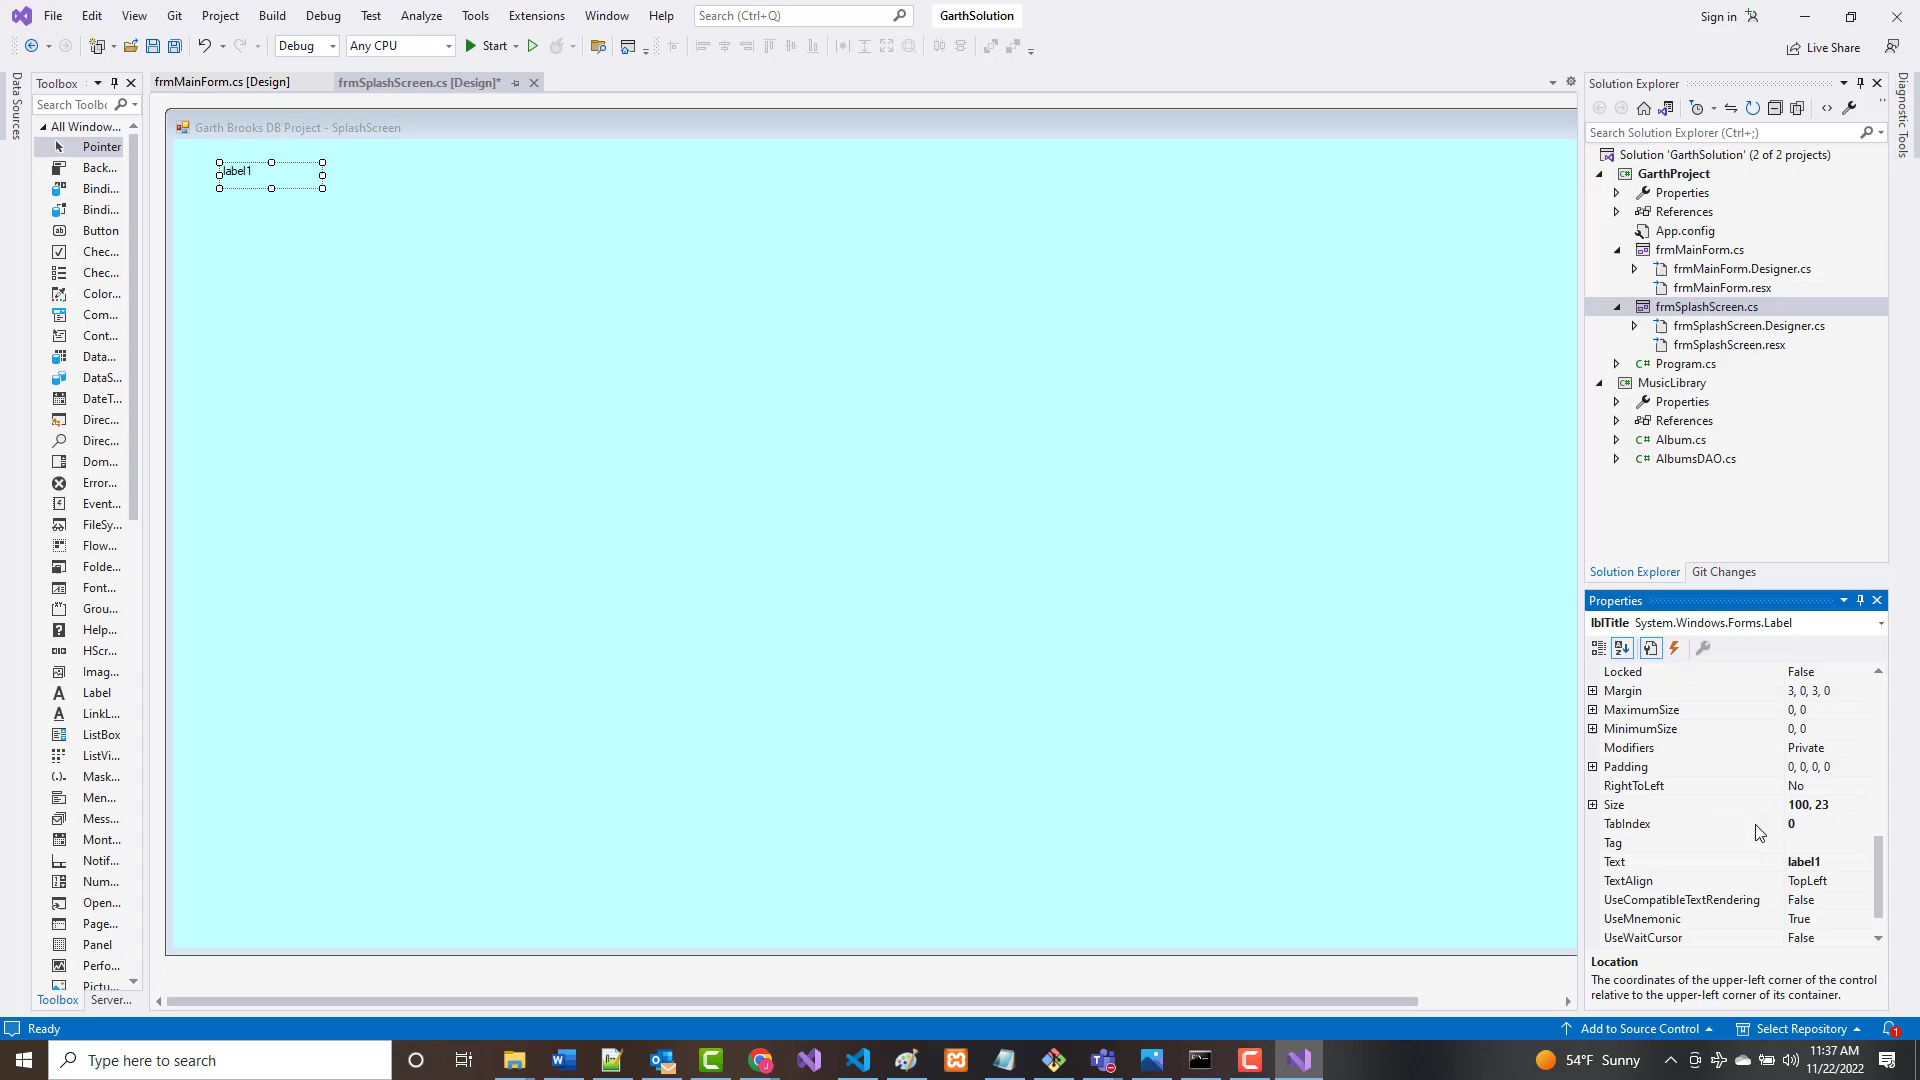 File Edit View Git Project Build Debug Test Analyze Tools Extensions Window Help Search (Ctrl+Q) GarthSolution Sign in
Debug Any CPU Start Live Share
Data Sources
Toolbox
Search Toolbc
All Window...
Pointer
Back...
Bindi...
Bindi...
Button
Chec...
Chec...
Color...
Com...
Cont...
Data...
DataS...
DateT...
Direc...
Direc...
Dom...
Error...
Event...
FileSy...
Flow...
Folde...
Font...
Grou...
Help...
HScr...
Imag...
Label
LinkL...
ListBox
ListVi...
Mask...
Men...
Mess...
Mont...
Notif...
Num...
Open...
Page...
Panel
Perfo...
Pictu...
Toolbox Server...
frmMainForm.cs [Design] frmSplashScreen.cs [Design]*
Garth Brooks DB Project - SplashScreen
label1
Solution Explorer
Search Solution Explorer (Ctrl+;)
Solution 'GarthSolution' (2 of 2 projects)
GarthProject
Properties
References
App.config
frmMainForm.cs
frmMainForm.Designer.cs
frmMainForm.resx
frmSplashScreen.cs
frmSplashScreen.Designer.cs
frmSplashScreen.resx
Program.cs
MusicLibrary
Properties
References
Album.cs
AlbumsDAO.cs
Solution Explorer Git Changes
Diagnostic Tools
Properties
lblTitle System.Windows.Forms.Label
Locked False
Margin 3, 0, 3, 0
MaximumSize 0, 0
MinimumSize 0, 0
Modifiers Private
Padding 0, 0, 0, 0
RightToLeft No
Size 100, 23
TabIndex 0
Tag
Text label1
TextAlign TopLeft
UseCompatibleTextRendering False
UseMnemonic True
UseWaitCursor False
Location
The coordinates of the upper-left corner of the control
relative to the upper-left corner of its container.
Ready Add to Source Control Select Repository 1
Type here to search 54°F Sunny 11:37 AM
11/22/2022